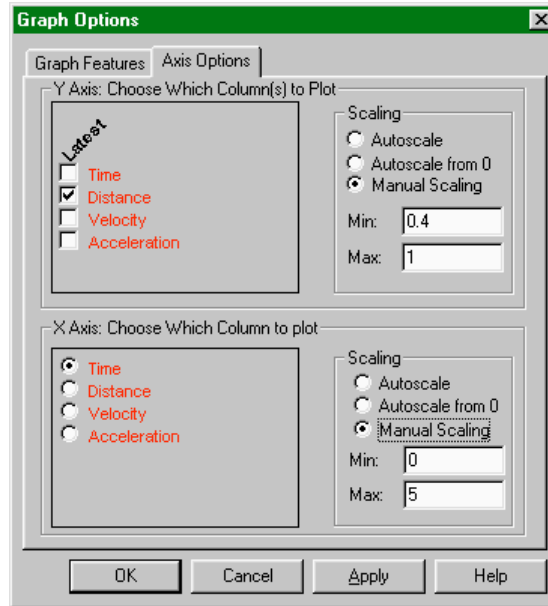 Graph Options
Graph Features Axis Options
Y Axis: Choose Which Column(s) to Plot
Latest
Time
Distance
Velocity
Acceleration
Scaling
Autoscale
Autoscale from 0
Manual Scaling
Min: 0.4
Max: 1
X Axis: Choose Which Column to plot
Time
Distance
Velocity
Acceleration
Scaling
Autoscale
Autoscale from 0
Manual Scaling
Min: 0
Max: 5
OK Cancel Apply Help